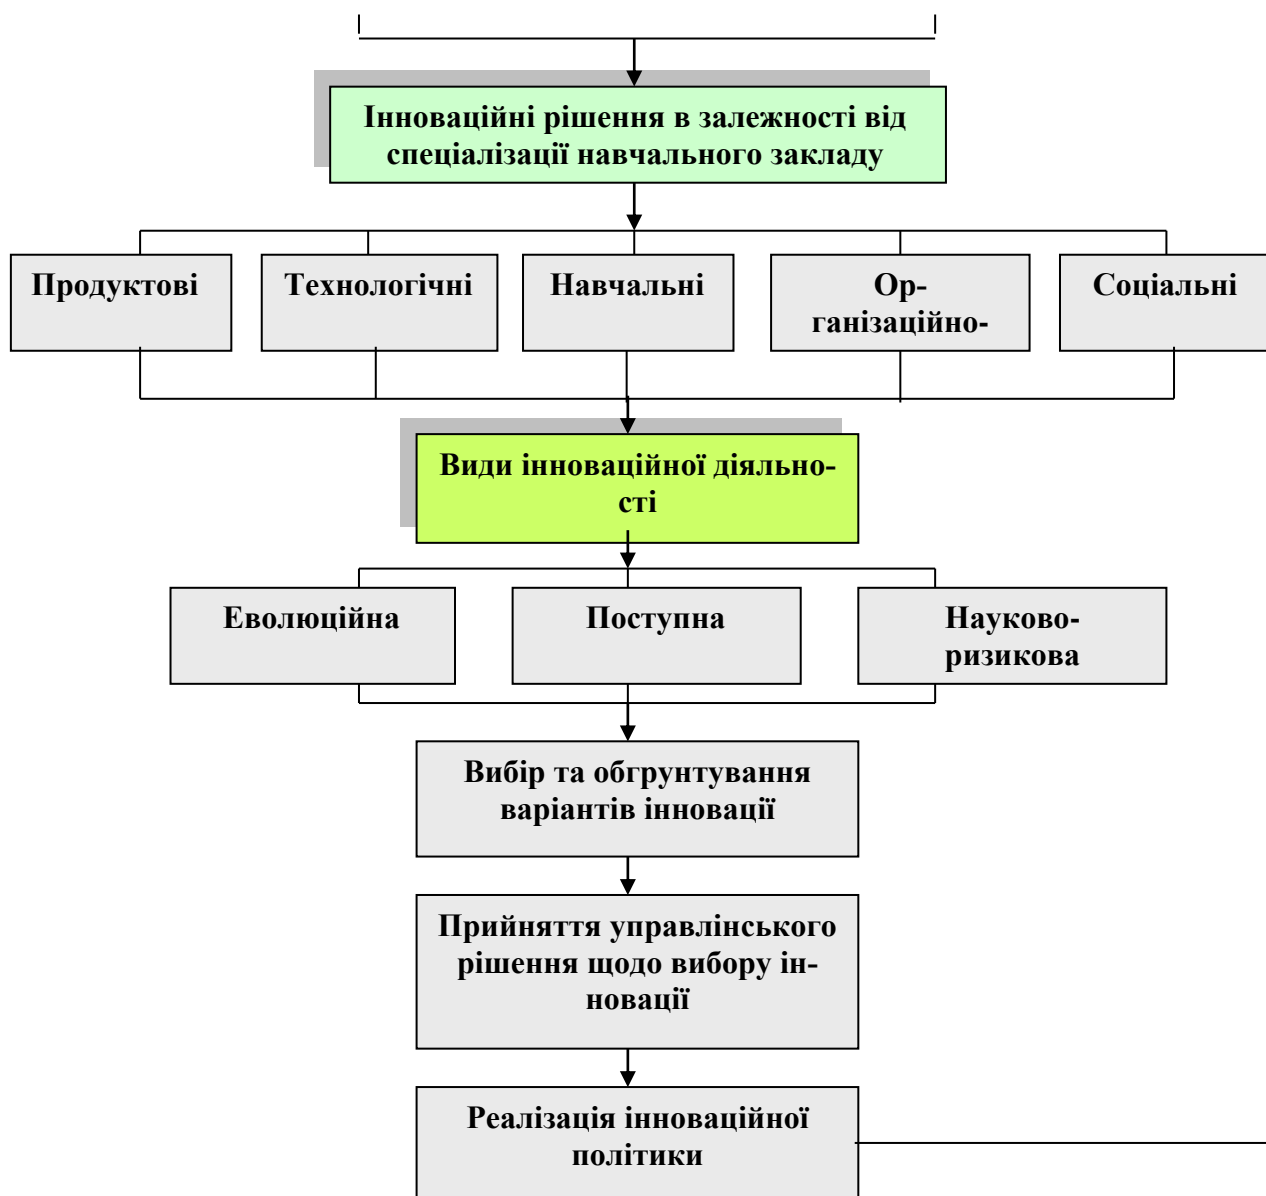 Інноваційні рішення в залежності від
спеціалізації навчального закладу
Продуктові
Технологічні
Навчальні
Ор-
ганізаційно-
Соціальні
Види інноваційної діяльно-
сті
Еволюційна
Поступна
Науково-
ризикова
Вибір та обгрунтування
варіантів інновації
Прийняття управлінського
рішення щодо вибору ін-
новації
Реалізація інноваційної
політики